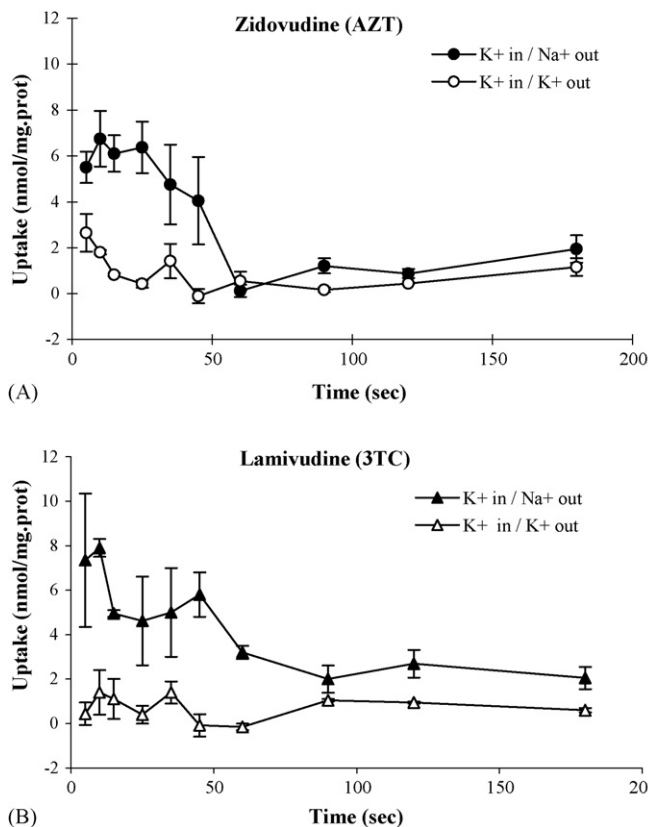 Zidovudine (AZT)
K+ in / Na+ out
K+ in / K+ out
12
10
8
6
4
2
0
-2
Uptake (nmol/mg.prot)
0
50
100
150
200
(A)
Time (sec)
Lamivudine (3TC)
K+ in / Na+ out
K+ in / K+ out
12
10
8
6
4
2
0
-2
Uptake (nmol/mg.prot)
0
50
100
150
20
(B)
Time (sec)